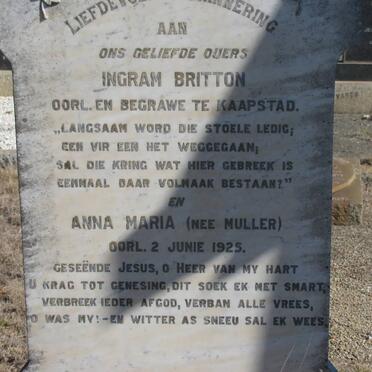 LIEFDEVOLLE HERINNERING
AAN
ONS GELIEFDE OUERS
INGRAM BRITTON
OORL. EN BEGRAWE TE KAAPSTAD.
„LANGSAAM WORD DIE STOELE LEDIG;
EEN VIR EEN HET WEGGEGAAN;
SAL DIE KRING WAT HIER GEBREEK IS
EENMAAL DAAR VOLMAAK BESTAAN?"
EN
ANNA MARIA (NEE MULLER)
OORL. 2 JUNIE 1925.
GESEËNDE JESUS, O HEER VAN MY HART
U KRAG TOT GENESING, DIT SOEK EK MET SMART,
VERBREEK IEDER AFGOD, VERBAN ALLE VREES,
O WAS MY!-EN WITTER AS SNEEU SAL EK WEES.